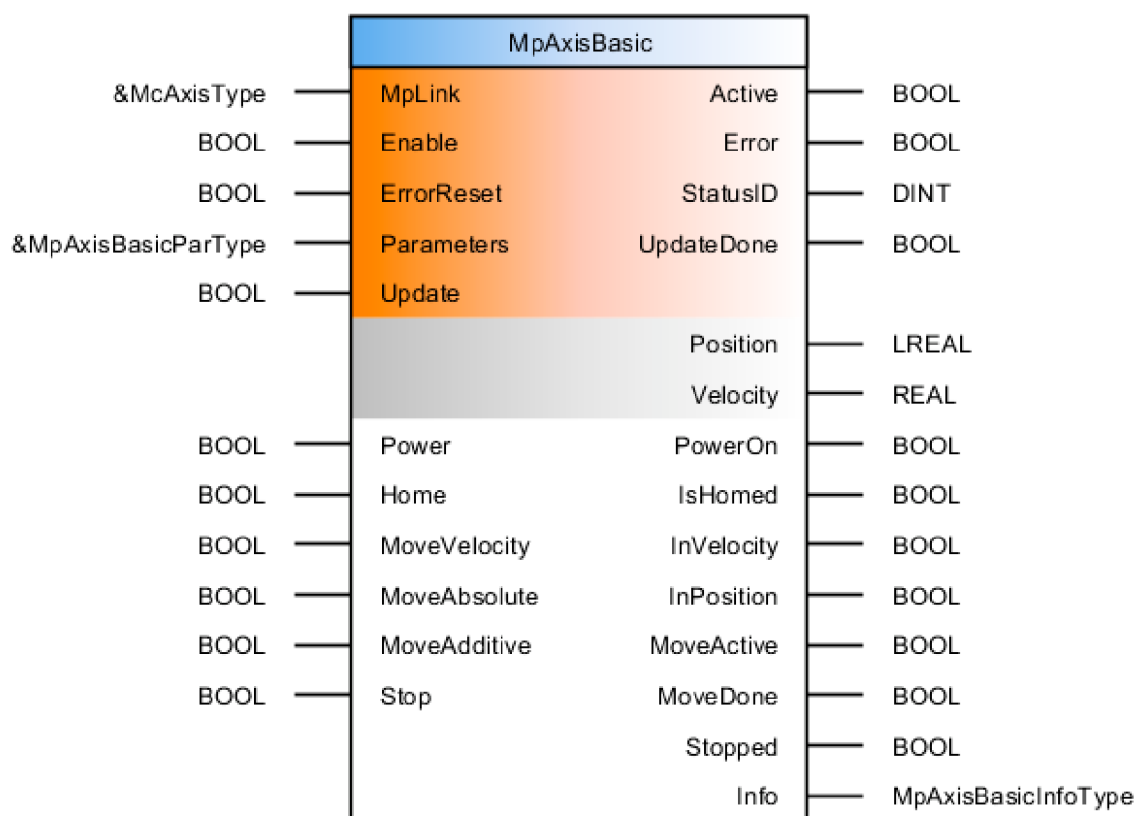 MpAxisBasic
&McAxisType MpLink Active BOOL
BOOL Enable Error BOOL
BOOL ErrorReset StatusID DINT
&MpAxisBasicParType Parameters UpdateDone BOOL
BOOL Update
Position LREAL
Velocity REAL
BOOL Power PowerOn BOOL
BOOL Home IsHomed BOOL
BOOL MoveVelocity InVelocity BOOL
BOOL MoveAbsolute InPosition BOOL
BOOL MoveAdditive MoveActive BOOL
BOOL Stop MoveDone BOOL
Stopped BOOL
Info MpAxisBasicInfoType